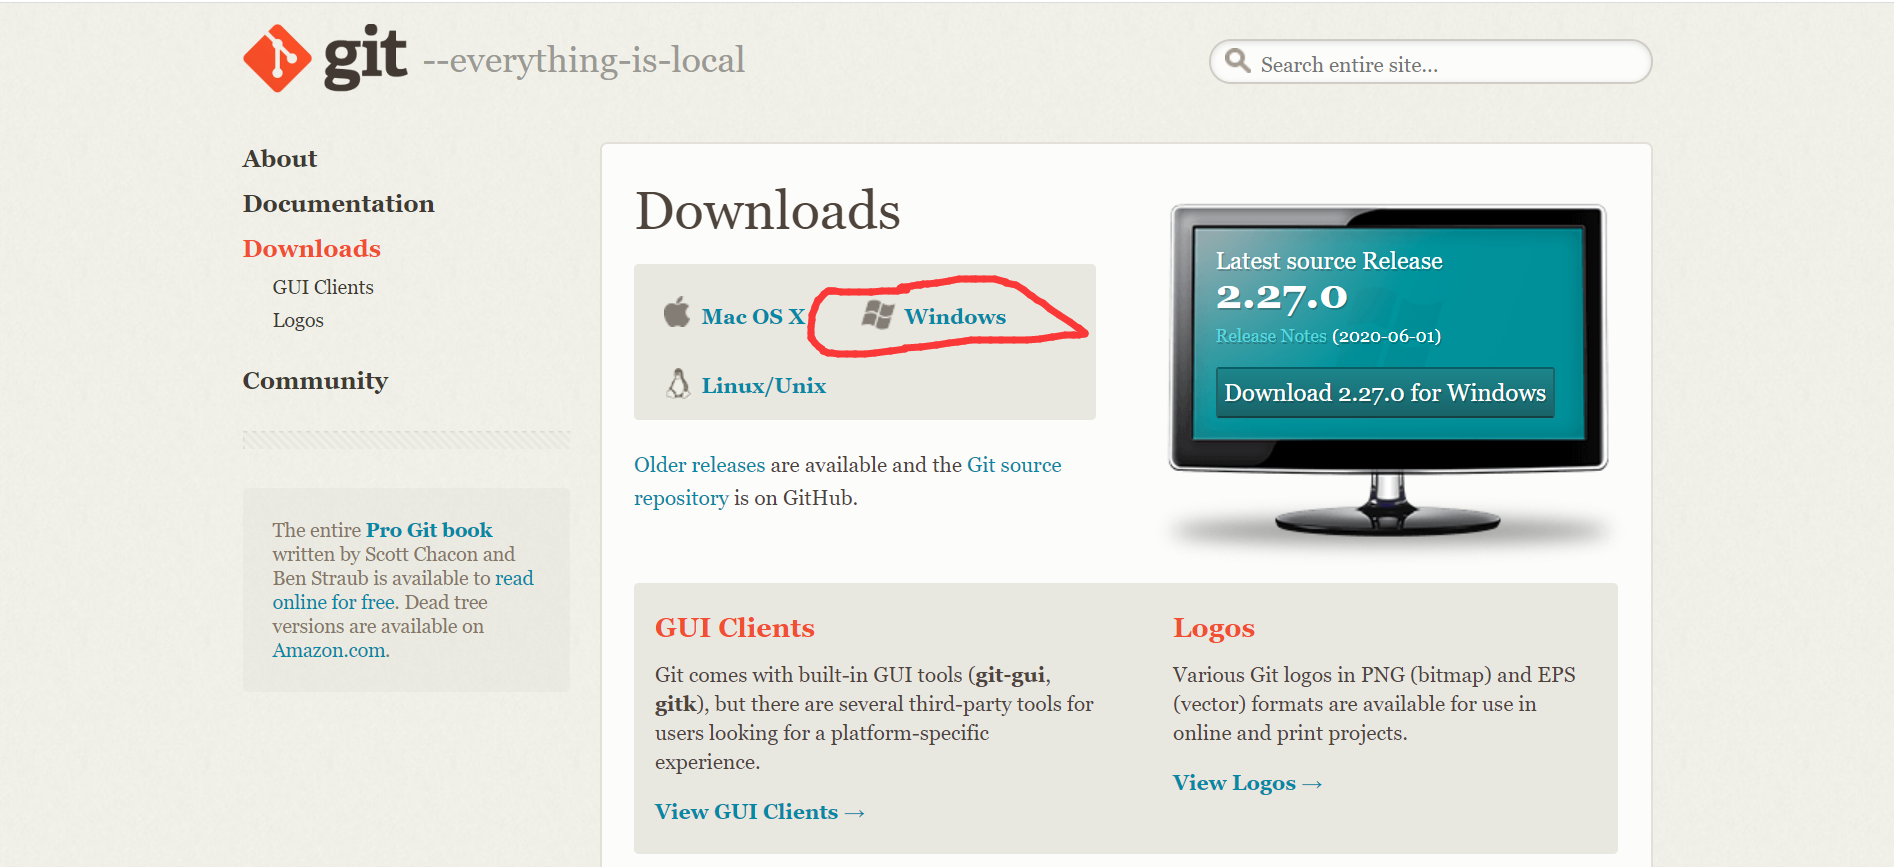 git --everything-is-local
Search entire site...
About
Documentation
Downloads
GUI Clients
Logos
Community
The entire Pro Git book
written by Scott Chacon and
Ben Straub is available to read
online for free. Dead tree
versions are available on
Amazon.com.
Downloads
Mac OS X
Windows
Linux/Unix
Older releases are available and the Git source
repository is on GitHub.
Latest source Release
2.27.0
Release Notes (2020-06-01)
Download 2.27.0 for Windows
GUI Clients
Git comes with built-in GUI tools (git-gui,
gitk), but there are several third-party tools for
users looking for a platform-specific
experience.
View GUI Clients →
Logos
Various Git logos in PNG (bitmap) and EPS
(vector) formats are available for use in
online and print projects.
View Logos →